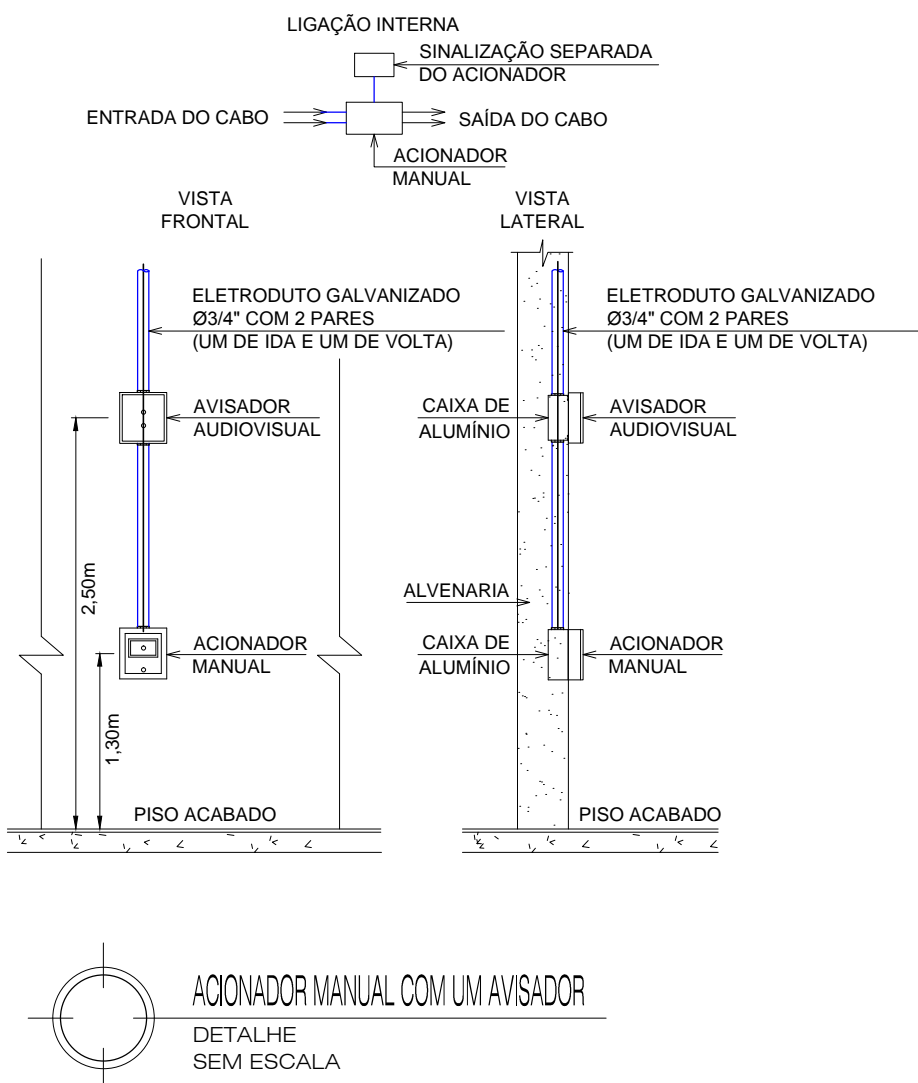 LIGAÇÃO INTERNA
SINALIZAÇÃO SEPARADA
DO ACIONADOR
ENTRADA DO CABO
SAÍDA DO CABO
ACIONADOR
MANUAL
VISTA
FRONTAL
VISTA
LATERAL
ELETRODUTO GALVANIZADO
Ø3/4" COM 2 PARES
(UM DE IDA E UM DE VOLTA)
ELETRODUTO GALVANIZADO
Ø3/4" COM 2 PARES
(UM DE IDA E UM DE VOLTA)
AVISADOR
AUDIOVISUAL
CAIXA DE
ALUMÍNIO
AVISADOR
AUDIOVISUAL
2,50m
ALVENARIA
ACIONADOR
MANUAL
CAIXA DE
ALUMÍNIO
ACIONADOR
MANUAL
1,30m
PISO ACABADO
PISO ACABADO
ACIONADOR MANUAL COM UM AVISADOR
DETALHE
SEM ESCALA